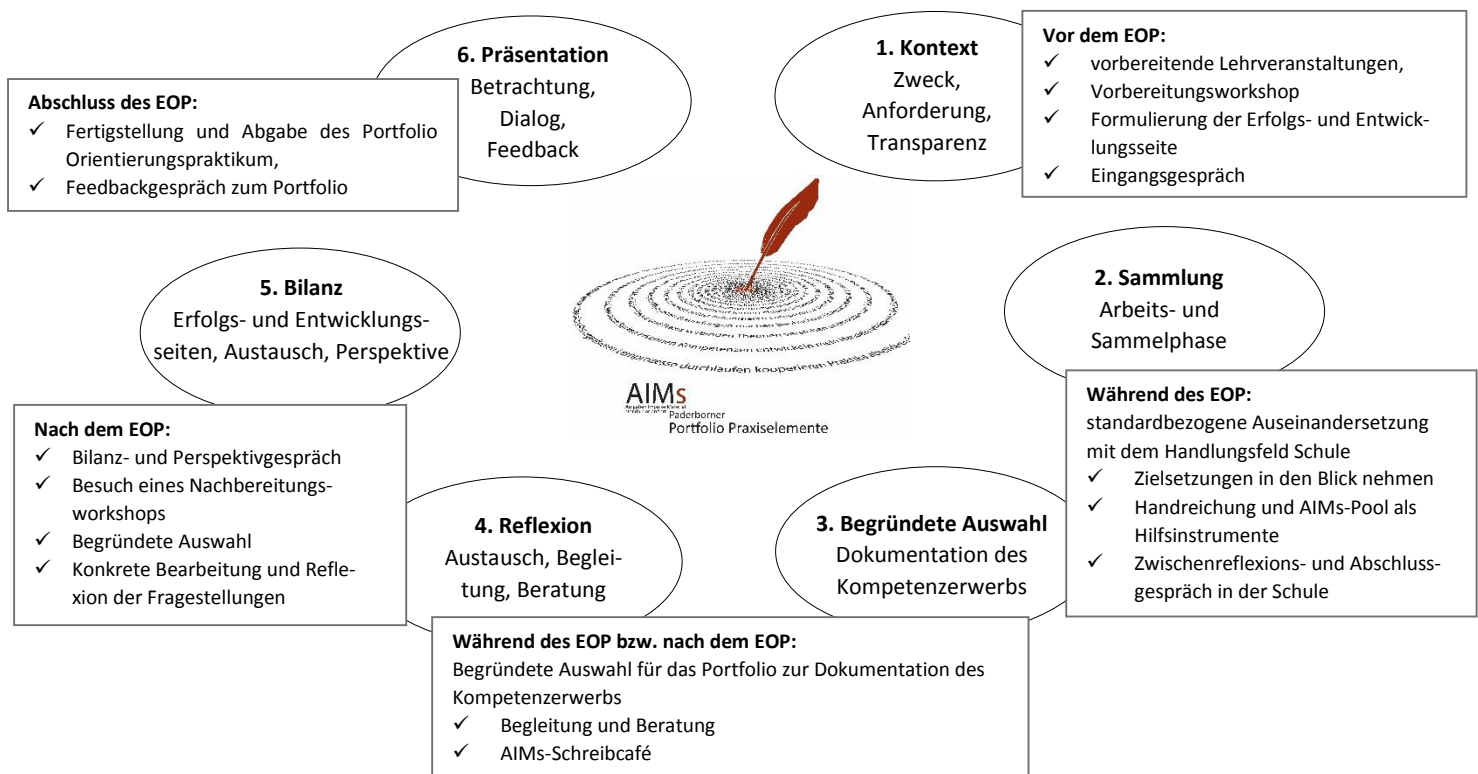 6. Präsentation
Betrachtung,
Dialog,
Feedback
1. Kontext
Zweck,
Anforderung,
Transparenz
Vor dem EOP:
✓ vorbereitende Lehrveranstaltungen,
✓ Vorbereitungsworkshop
✓ Formulierung der Erfolgs- und Entwick-
lungsseite
✓ Eingangsgespräch
Abschluss des EOP:
✓ Fertigstellung und Abgabe des Portfolio
Orientierungspraktikum,
✓ Feedbackgespräch zum Portfolio
5. Bilanz
Erfolgs- und Entwicklungs-
seiten, Austausch, Perspektive
2. Sammlung
Arbeits- und
Sammelphase
AIMs
Paderborner
Portfolio Praxiselemente
Während des EOP:
standardbezogene Auseinandersetzung
mit dem Handlungsfeld Schule
✓ Zielsetzungen in den Blick nehmen
✓ Handreichung und AIMs-Pool als
Hilfsinstrumente
✓ Zwischenreflexions- und Abschluss-
gespräch in der Schule
Nach dem EOP:
✓ Bilanz- und Perspektivgespräch
✓ Besuch eines Nachbereitungs-
workshops
✓ Begründete Auswahl
✓ Konkrete Bearbeitung und Refle-
xion der Fragestellungen
4. Reflexion
Austausch, Beglei-
tung, Beratung
3. Begründete Auswahl
Dokumentation des
Kompetenzerwerbs
Während des EOP bzw. nach dem EOP:
Begründete Auswahl für das Portfolio zur Dokumentation des
Kompetenzerwerbs
✓ Begleitung und Beratung
✓ AIMs-Schreibcafé